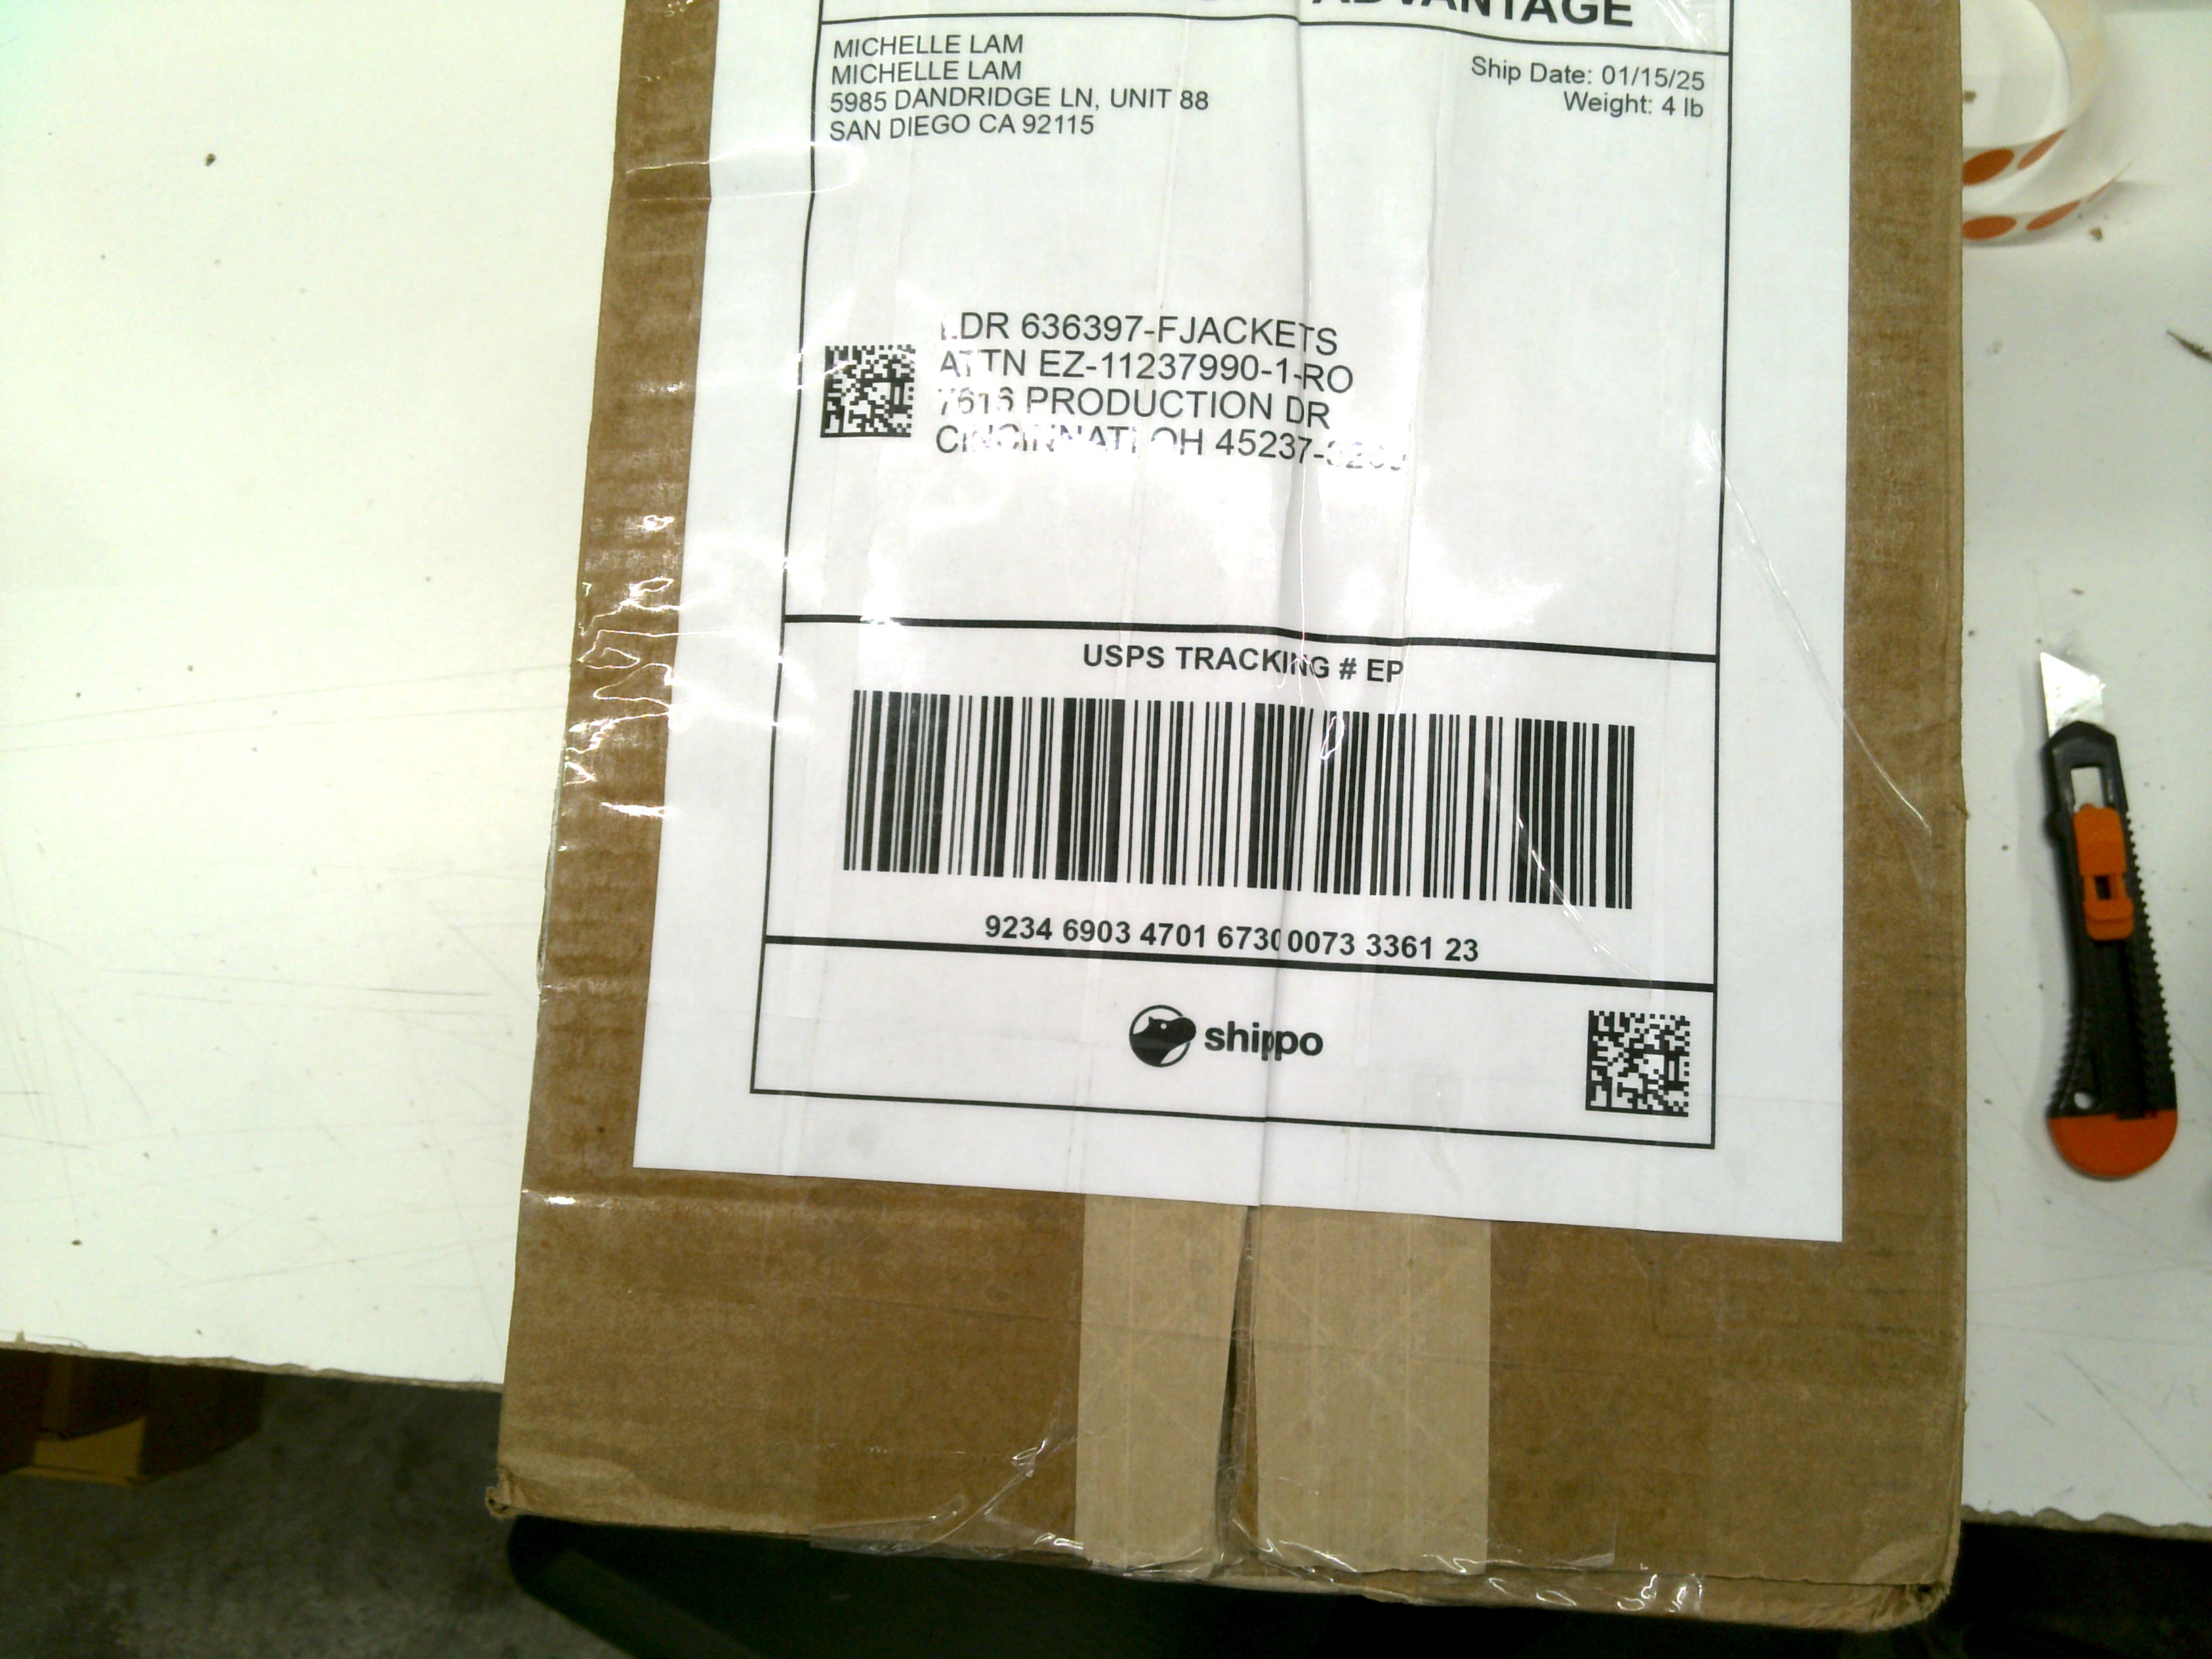 ADVANTAGE
MICHELLE LAM
MICHELLE LAM
5985 DANDRIDGE LN, UNIT 88
SAN DIEGO CA 92115
Ship Date: 01/15/25
Weight: 4 lb
LDR 636397-FJACKETS
ATTN EZ-11237990-1-RO
PRODUCTION DR
CINCINNATI OH
USPS TRACKING # EP
9234 6903 4701 6730 0073 3361 23
shippo